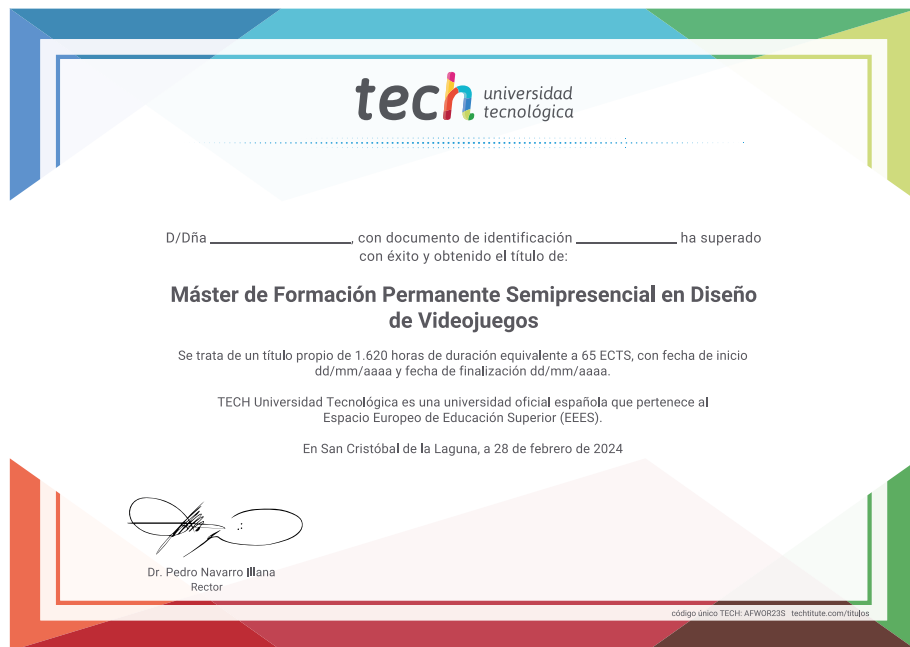 tech universidad
tecnológica
D/Dña ____________________, con documento de identificación ______________ ha superado
con éxito y obtenido el título de:
Máster de Formación Permanente Semipresencial en Diseño
de Videojuegos
Se trata de un título propio de 1.620 horas de duración equivalente a 65 ECTS, con fecha de inicio
dd/mm/aaaa y fecha de finalización dd/mm/aaaa.
TECH Universidad Tecnológica es una universidad oficial española que pertenece al
Espacio Europeo de Educación Superior (EEES).
En San Cristóbal de la Laguna, a 28 de febrero de 2024
Dr. Pedro Navarro Illana
Rector
código único TECH: AFWOR23S techtitute.com/titulos